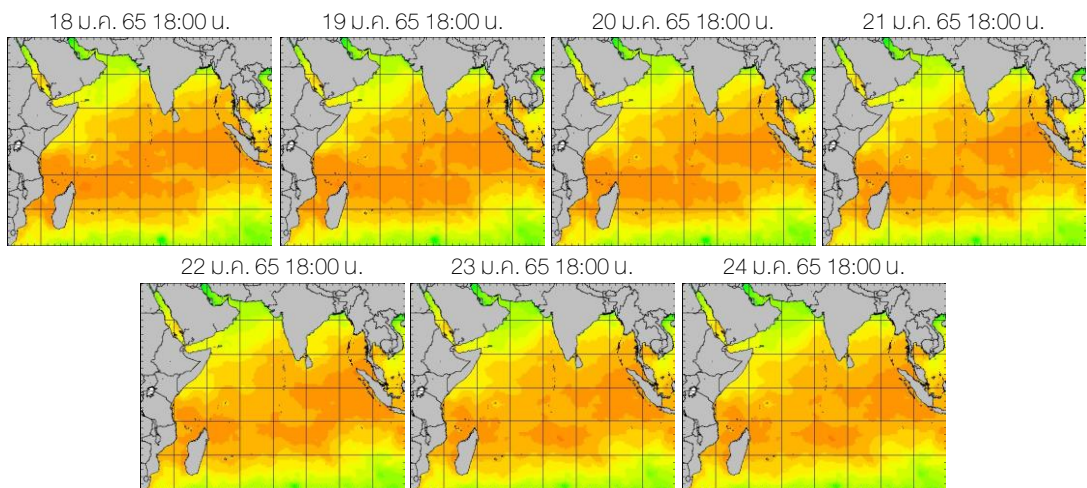 18 ม.ค. 65 18:00 น.
19 ม.ค. 65 18:00 น.
20 ม.ค. 65 18:00 น.
21 ม.ค. 65 18:00 น.
22 ม.ค. 65 18:00 น.
23 ม.ค. 65 18:00 น.
24 ม.ค. 65 18:00 น.